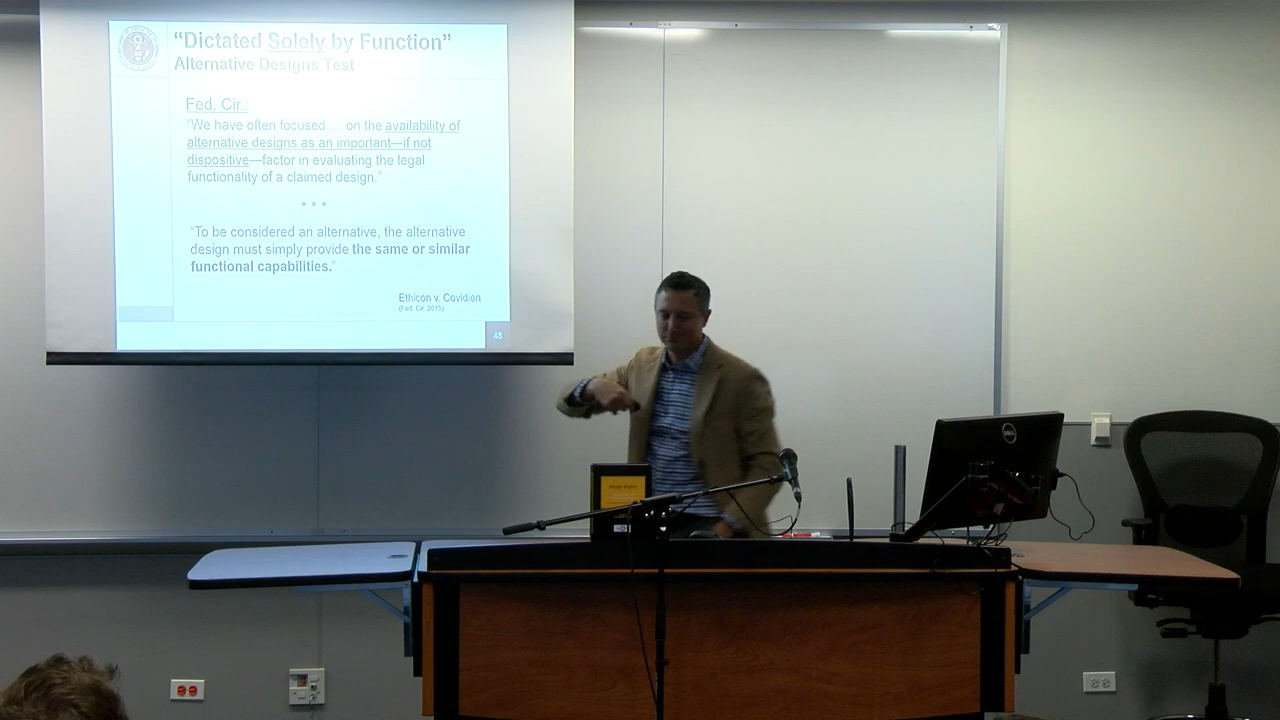 “Dictated Solely by Function”
Alternative Designs Test
Fed. Cir.:
“We have often focused … on the availability of
alternative designs as an important—if not
dispositive—factor in evaluating the legal
functionality of a claimed design.”
* * *
“To be considered an alternative, the alternative
design must simply provide the same or similar
functional capabilities.”
Ethicon v. Covidien
(Fed. Cir. 2015)
48
Design Rights
DELL